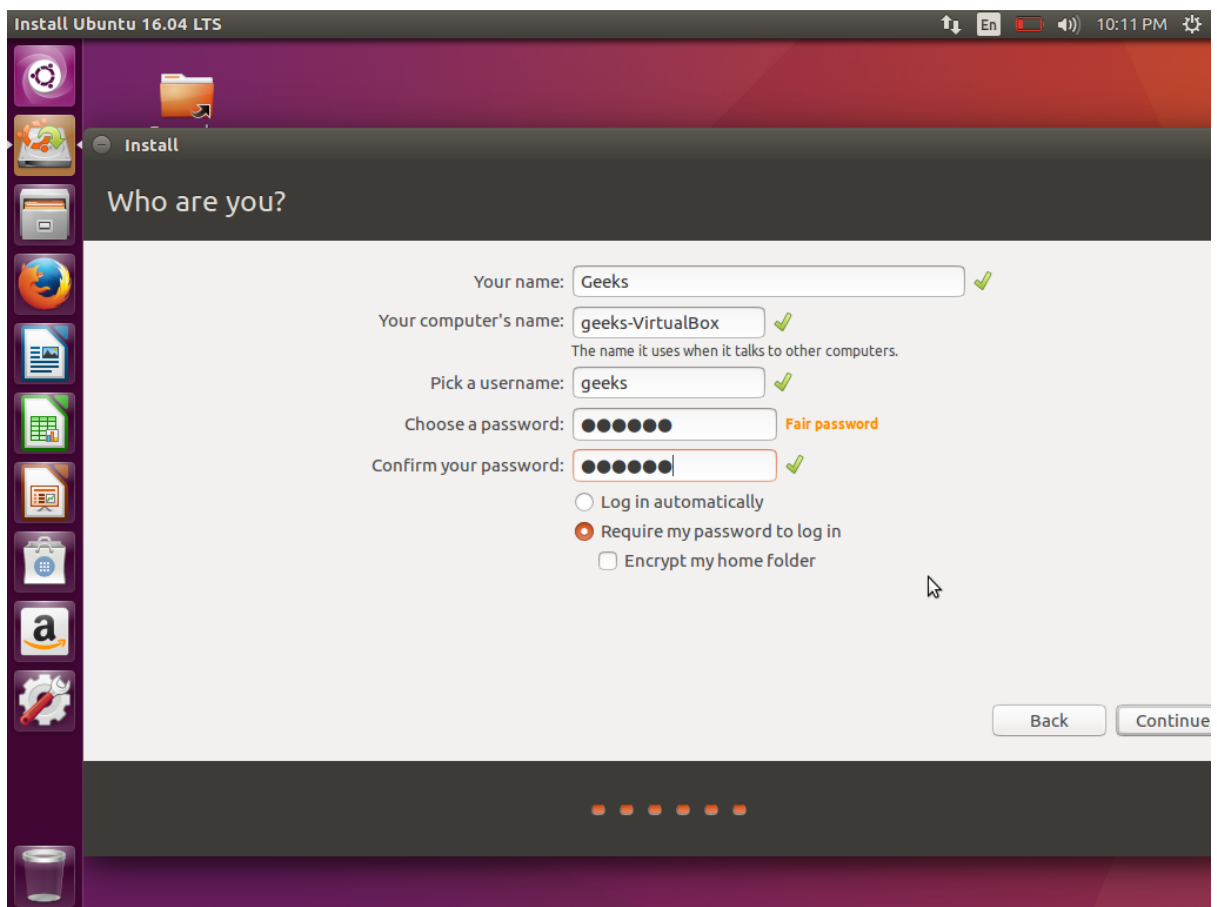 Install Ubuntu 16.04 LTS
En
10:11 PM
Install
Who are you?
Your name: Geeks
Your computer's name: geeks-VirtualBox
The name it uses when it talks to other computers.
Pick a username: geeks
Choose a password: ●●●●●● Fair password
Confirm your password: ●●●●●●
Log in automatically
Require my password to log in
Encrypt my home folder
a
Back
Continue